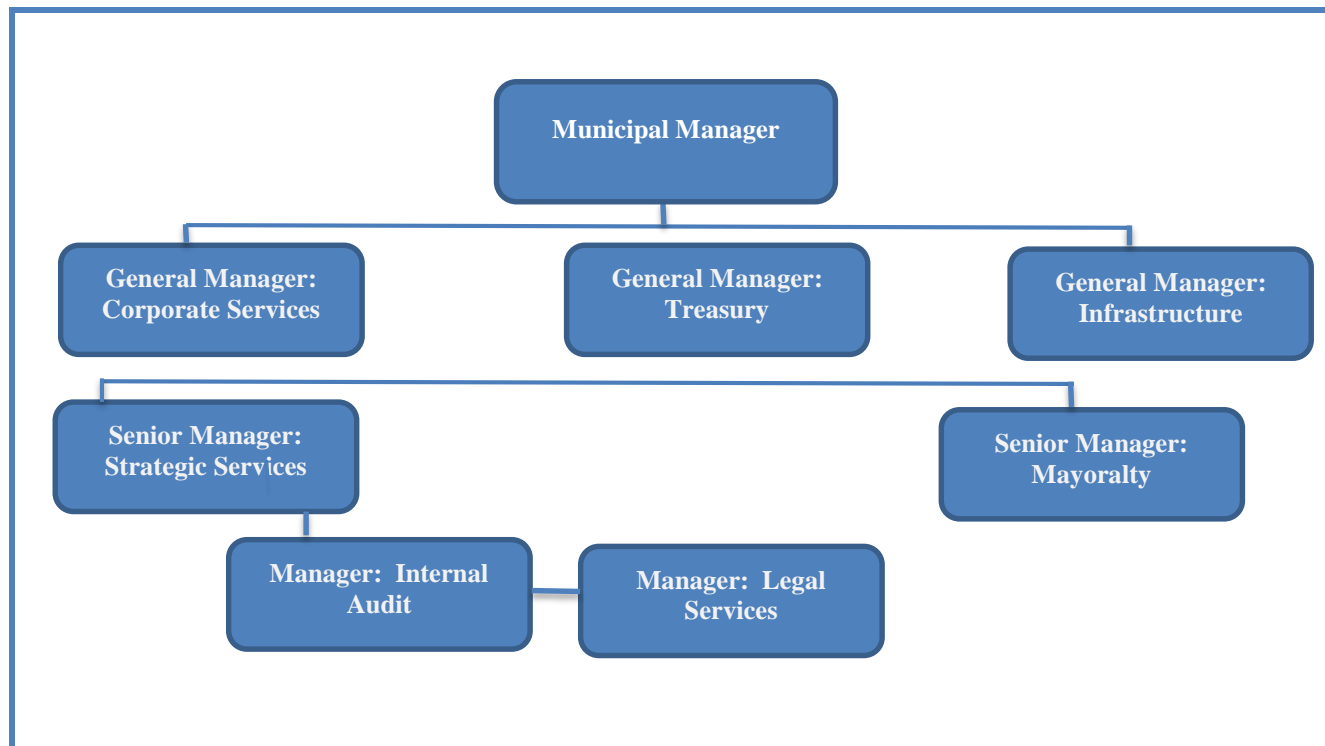 Municipal Manager
General Manager:
Corporate Services
General Manager:
Treasury
General Manager:
Infrastructure
Senior Manager:
Strategic Services
Senior Manager:
Mayoralty
Manager:  Internal
Audit
Manager:  Legal
Services